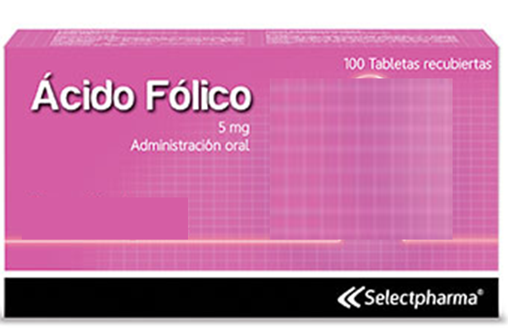 100 Tabletas recubiertas
Ácido Fólico
5 mg
Administración oral
Selectpharma®